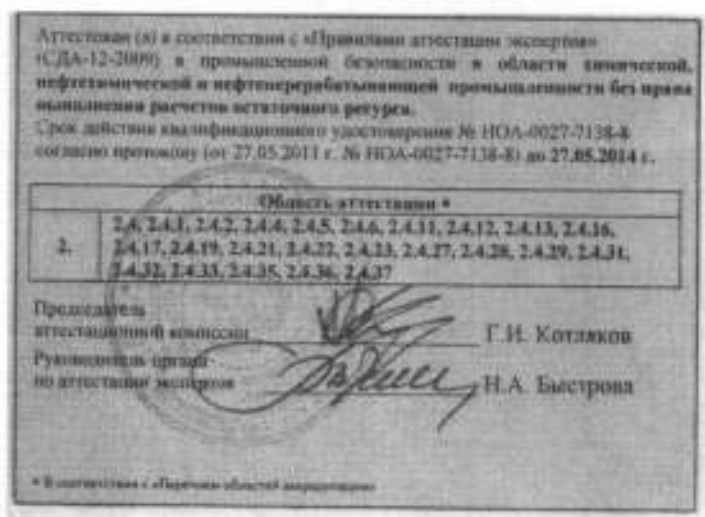 Аттестован (а) в соответствии с «Правилами аттестации экспертов»
(СДА-12-2009) в промышленной безопасности в области химической,
нефтехимической и нефтеперерабатывающей промышленности без права
выполнения расчетов остаточного ресурса.
Срок действия квалификационного удостоверения № НОА-0027-7138-8
согласно протоколу (от 27.05.2011 г. № НОА-0027-7138-8) до 27.05.2014 г.
Область аттестации *
2.
2.4, 2.4.1, 2.4.2, 2.4.4, 2.4.5, 2.4.6, 2.4.11, 2.4.12, 2.4.13, 2.4.16,
2.4.17, 2.4.19, 2.4.21, 2.4.22, 2.4.23, 2.4.27, 2.4.28, 2.4.29, 2.4.31,
2.4.32, 2.4.33, 2.4.35, 2.4.36, 2.4.37
Председатель
аттестационной комиссии
Г.И. Котляков
Руководитель органа
по аттестации экспертов
Н.А. Быстрова
* В соответствии с «Перечнем областей аккредитации»